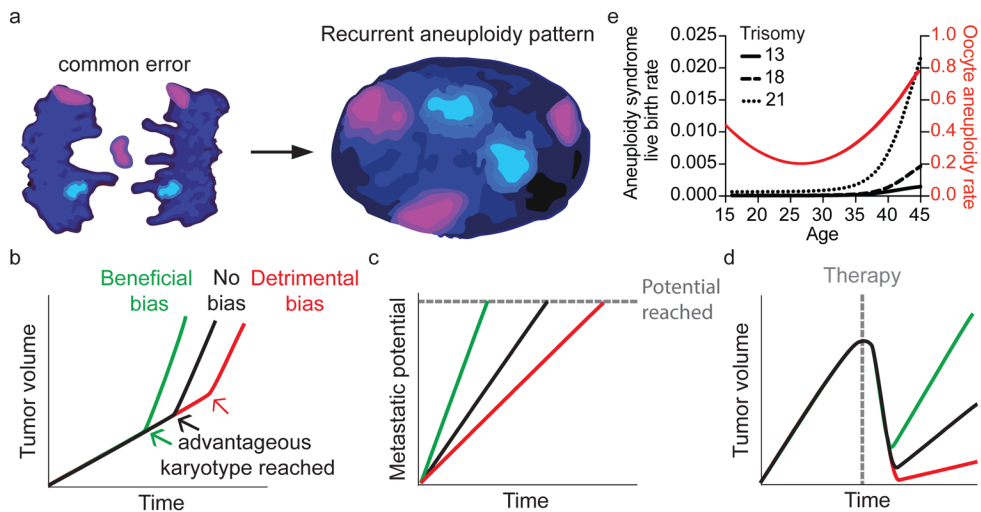 a
common error
Recurrent aneuploidy pattern
e
Aneuploidy syndrome
live birth rate
0.025
0.020
0.015
0.010
0.005
0.000
Trisomy
13
18
21
1.0
0.8
0.6
0.4
0.2
0.0
Oocyte aneuploidy rate
15
20
25
30
35
40
45
Age
b
Beneficial
bias
No
bias
Detrimental
bias
Tumor volume
advantageous
karyotype reached
Time
c
Metastatic potential
Potential
reached
Time
d
Therapy
Tumor volume
Time